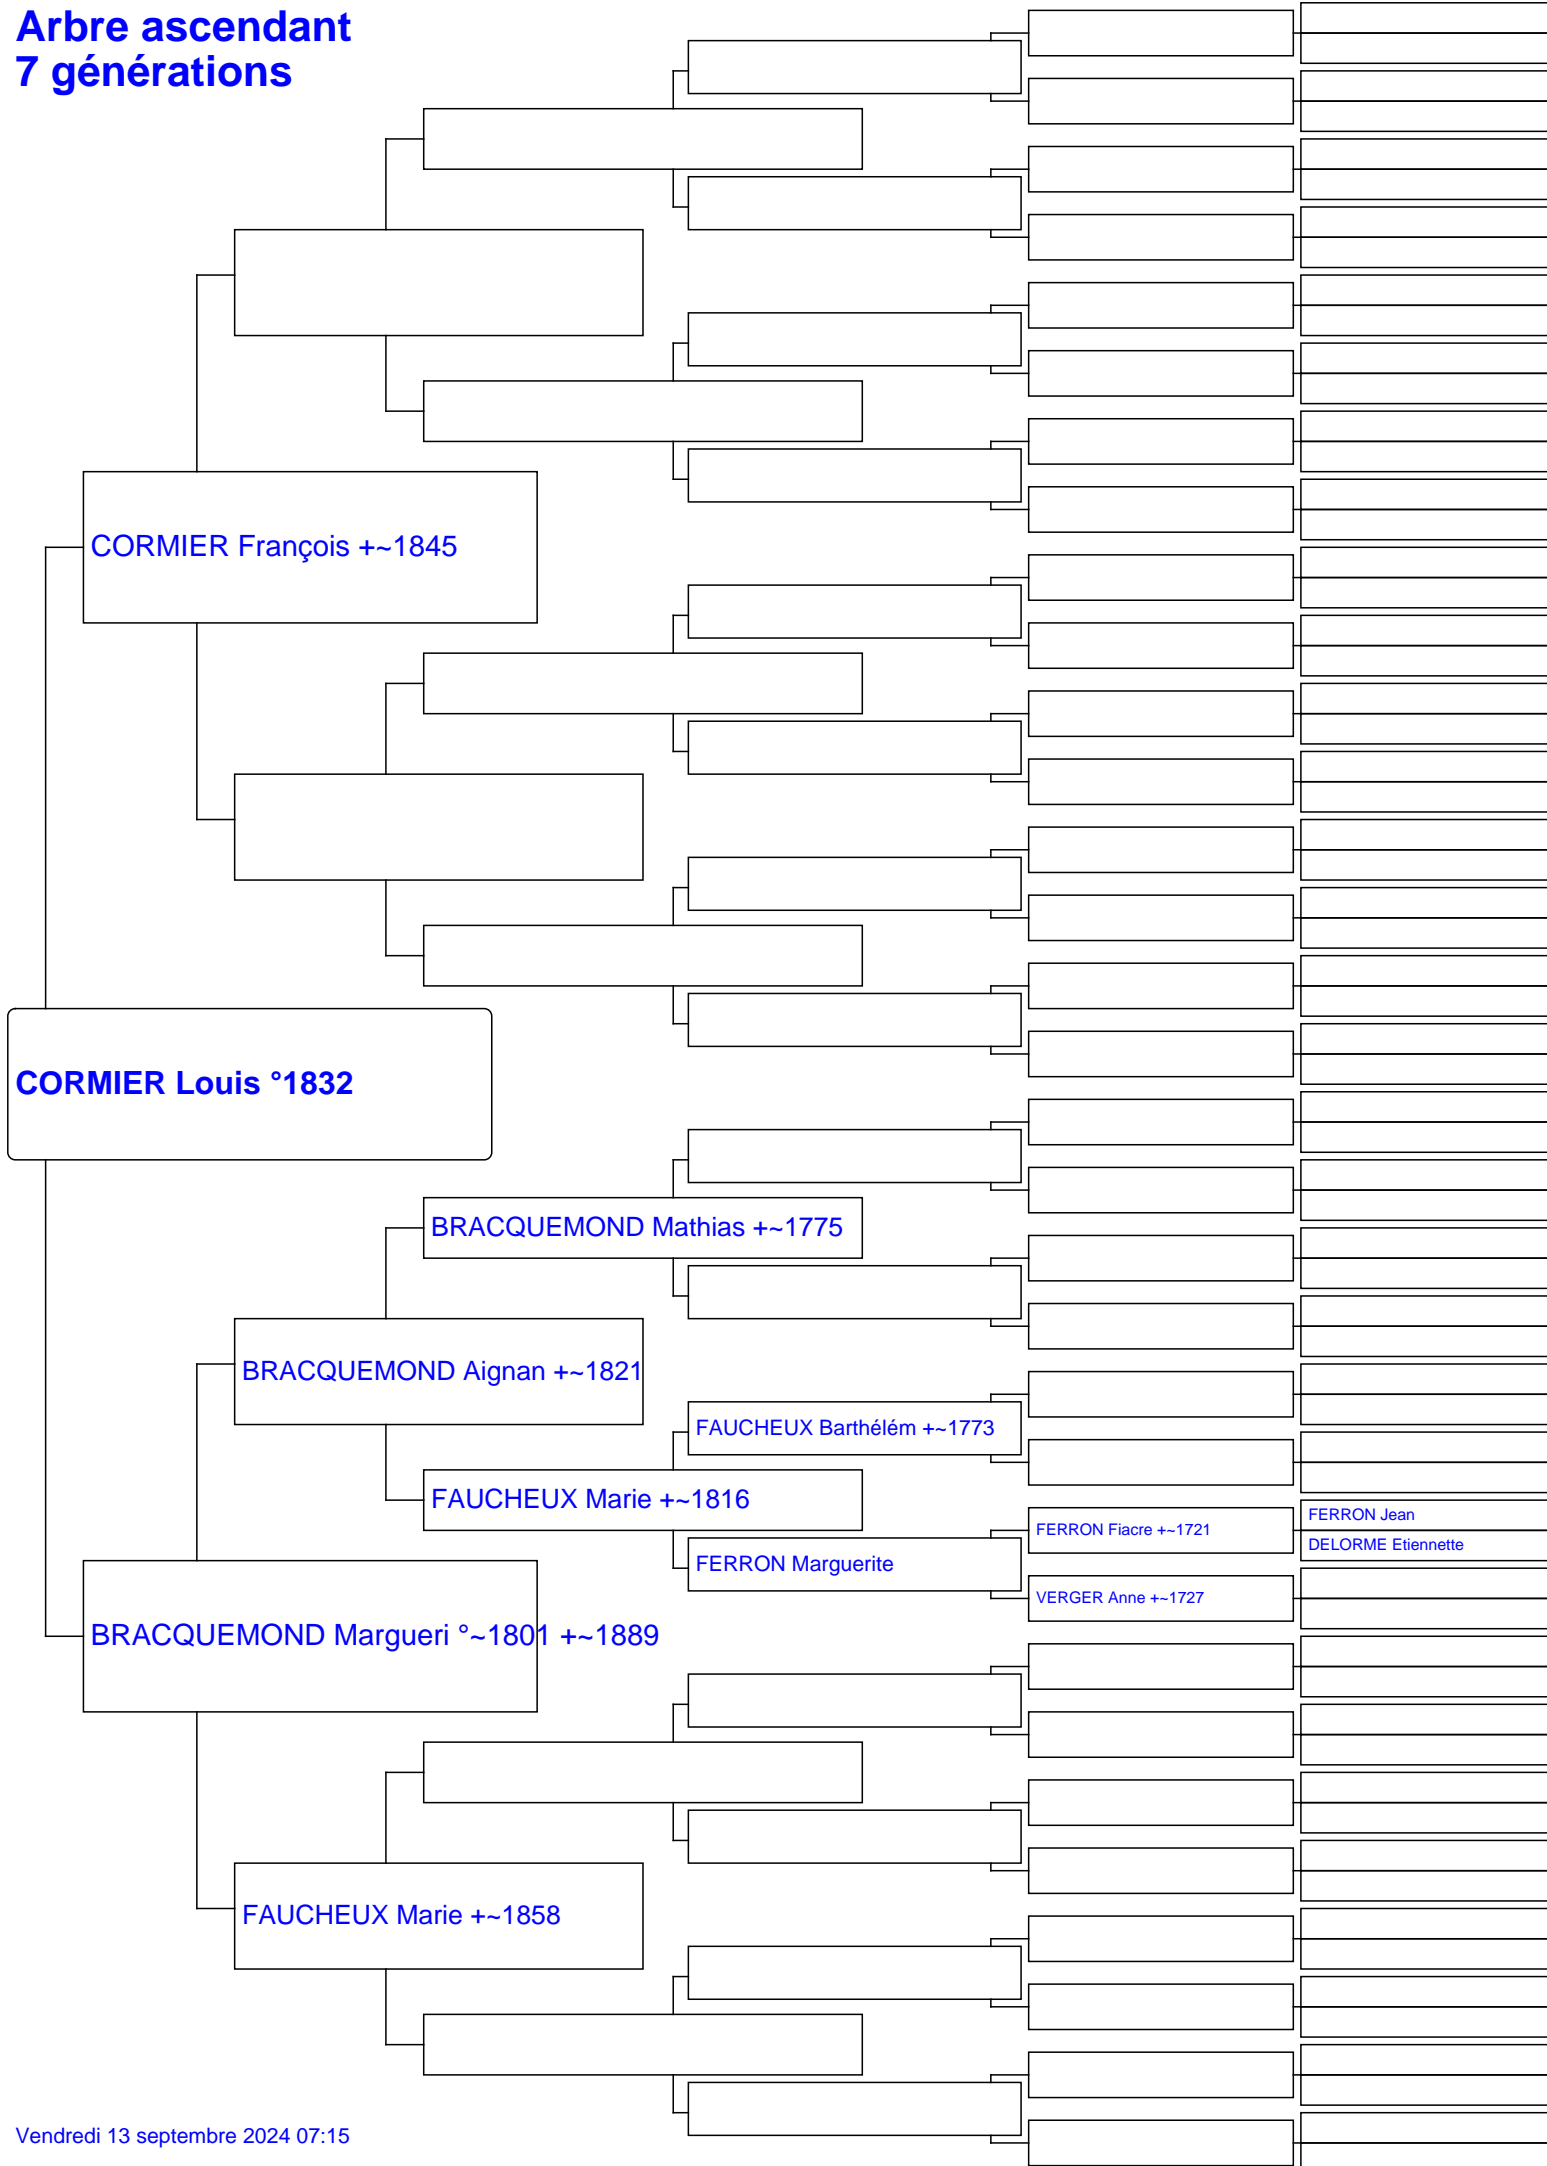 Arbre ascendant
7 générations
CORMIER François +~1845
CORMIER Louis °1832
BRACQUEMOND Mathias +~1775
BRACQUEMOND Aignan +~1821
FAUCHEUX Barthélém +~1773
FAUCHEUX Marie +~1816
FERRON Jean
FERRON Fiacre +~1721
DELORME Etiennette
FERRON Marguerite
VERGER Anne +~1727
BRACQUEMOND Margueri °~1801 +~1889
FAUCHEUX Marie +~1858
Vendredi 13 septembre 2024 07:15